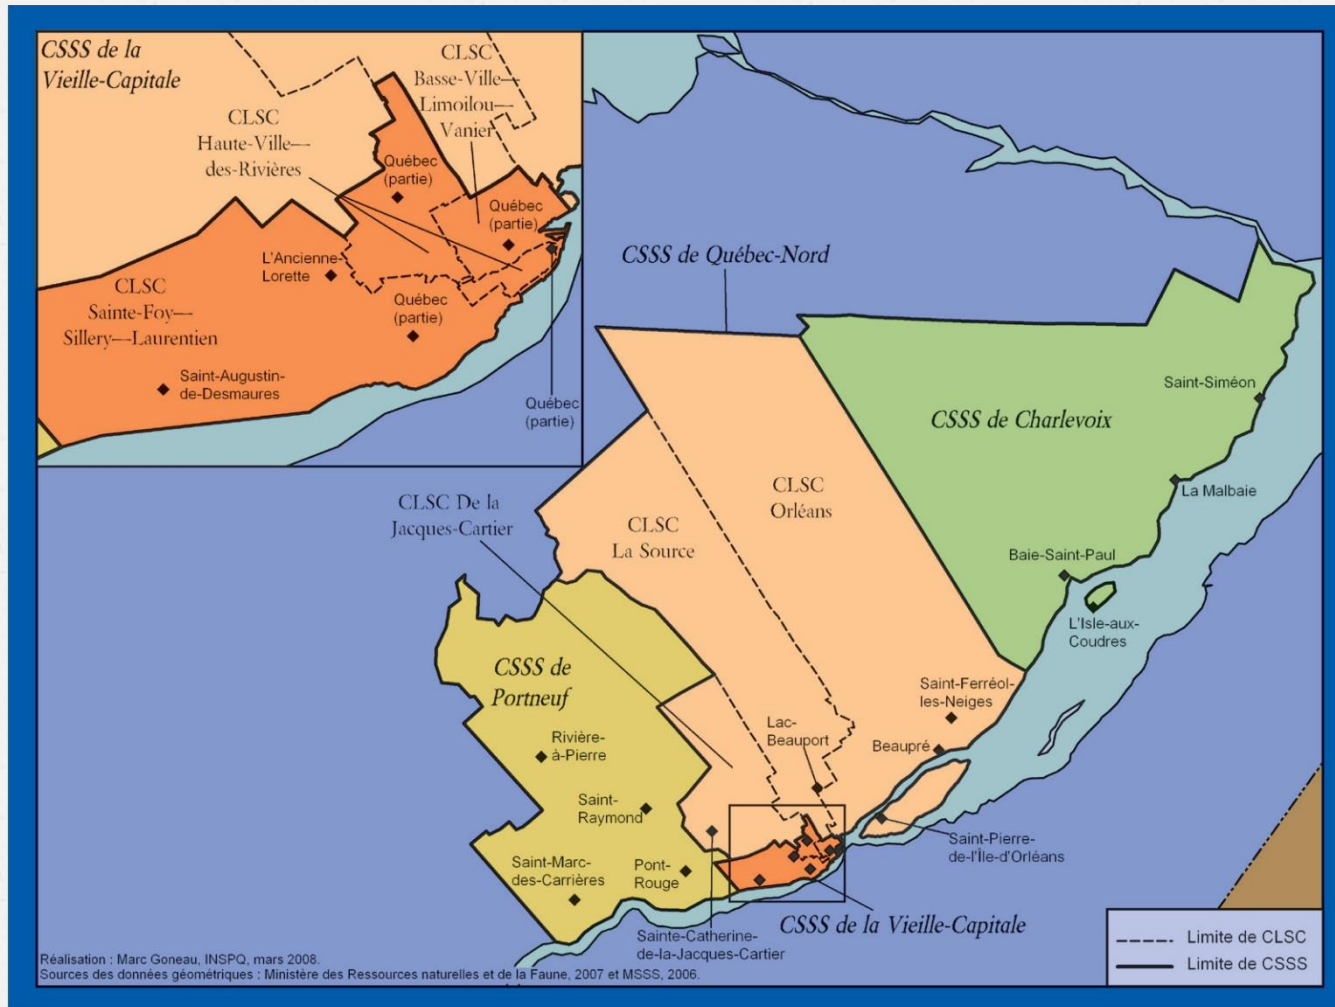 CSSS de la
Vieille-Capitale
CLSC
Basse-Ville—
Limoilou—
Vanier
CLSC
Haute-Ville—
des-Rivières
Québec
(partie)
Québec
(partie)
L'Ancienne-
Lorette
CLSC
Sainte-Foy—
Sillery—Laurentien
Québec
(partie)
Saint-Augustin-
de-Desmaures
Québec
(partie)
CSSS de Québec-Nord
Saint-Siméon
CSSS de Charlevoix
La Malbaie
CLSC
Orléans
CLSC De la
Jacques-Cartier
CLSC
La Source
Baie-Saint-Paul
L'Isle-aux-
Coudres
CSSS de
Portneuf
Saint-Ferréol-
les-Neiges
Lac-
Beauport
Beaupré
Rivière-
à-Pierre
Saint-
Raymond
Saint-Pierre-
de-l'Île-d'Orléans
Saint-Marc-
des-Carrières
Pont-
Rouge
CSSS de la Vieille-Capitale
Sainte-Catherine-
de-la-Jacques-Cartier
Limite de CLSC
Limite de CSSS
Réalisation : Marc Goneau, INSPQ, mars 2008.
Sources des données géométriques : Ministère des Ressources naturelles et de la Faune, 2007 et MSSS, 2006.